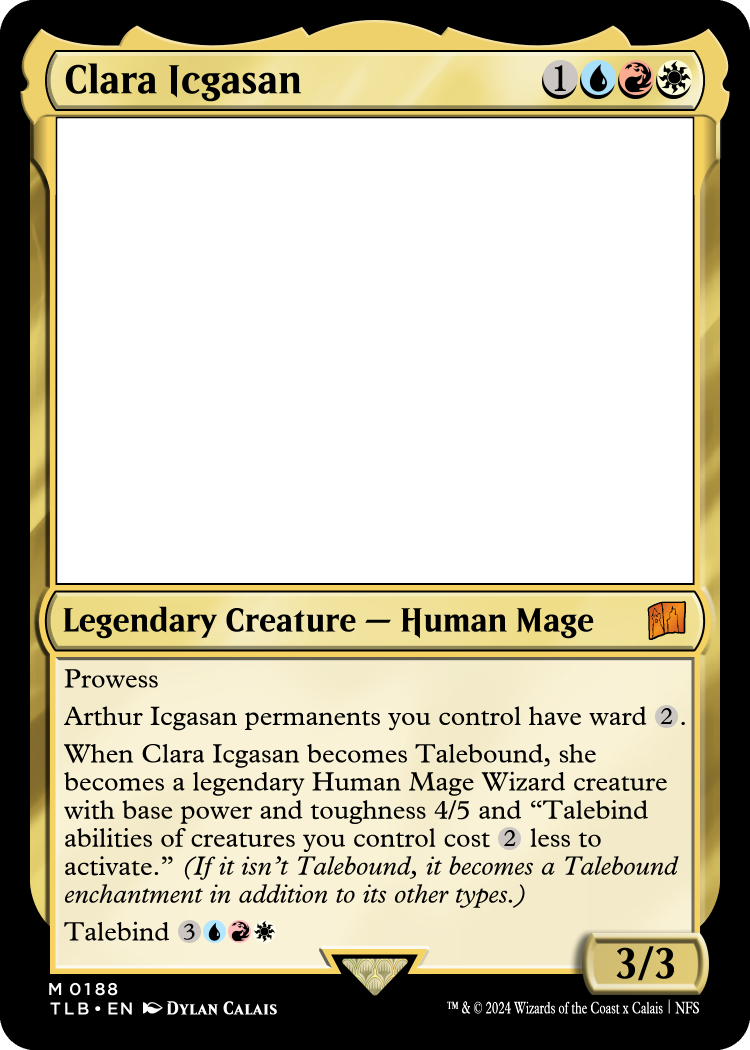 Clara Icgasan 1
Legendary Creature — Human Mage
Prowess
Arthur Icgasan permanents you control have ward 2.
When Clara Icgasan becomes Talebound, she
becomes a legendary Human Mage Wizard creature
with base power and toughness 4/5 and “Talebind
abilities of creatures you control cost 2 less to
activate.” (If it isn’t Talebound, it becomes a Talebound
enchantment in addition to its other types.)
Talebind 3
3/3
M 0188
TLB • EN Dylan Calais
™ & © 2024 Wizards of the Coast x Calais | NFS